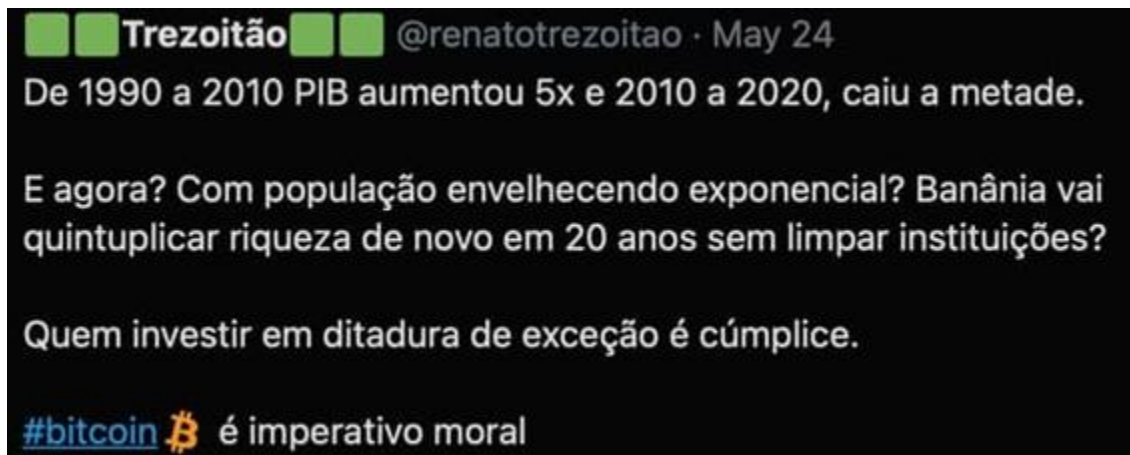 🟩🟩Trezoitão🟩🟩 @renatotrezoitao · May 24
De 1990 a 2010 PIB aumentou 5x e 2010 a 2020, caiu a metade.
E agora? Com população envelhecendo exponencial? Banânia vai
quintuplicar riqueza de novo em 20 anos sem limpar instituições?
Quem investir em ditadura de exceção é cúmplice.
#bitcoin é imperativo moral